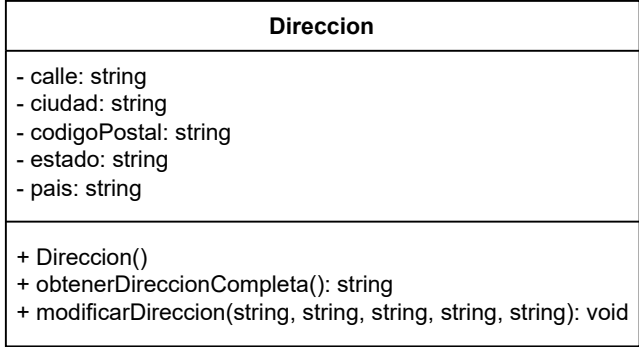 Direccion
- calle: string
- ciudad: string
- codigoPostal: string
- estado: string
- pais: string
+ Direccion()
+ obtenerDireccionCompleta(): string
+ modificarDireccion(string, string, string, string, string): void